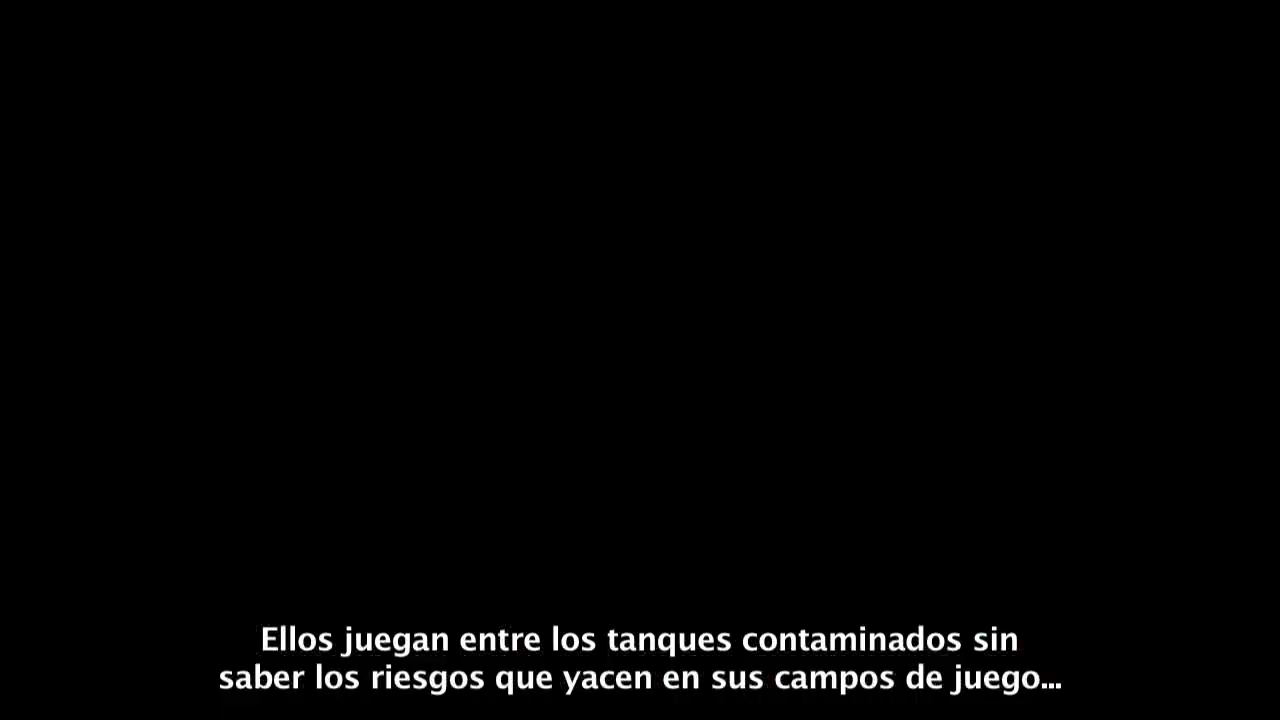 Ellos juegan entre los tanques contaminados sin
saber los riesgos que yacen en sus campos de juego...